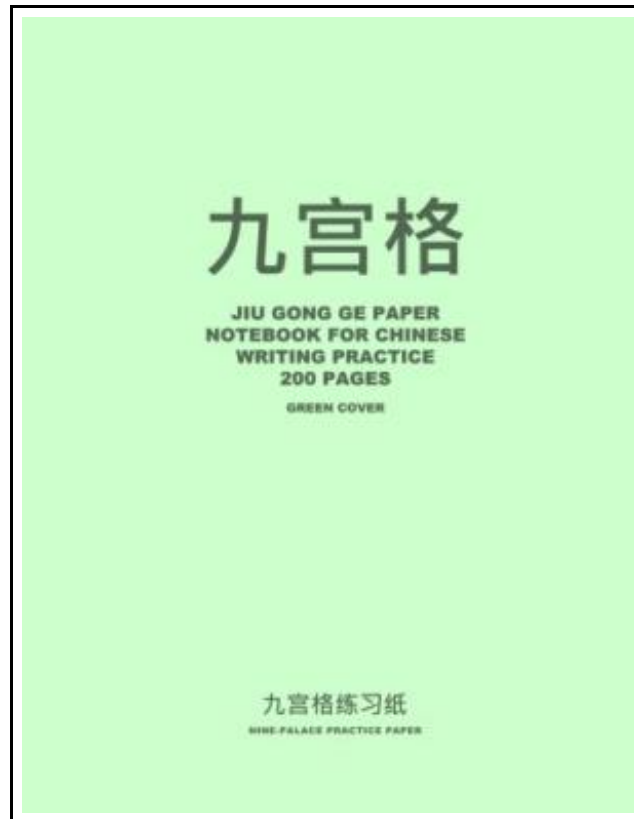 九宫格
JIU GONG GE PAPER
NOTEBOOK FOR CHINESE
WRITING PRACTICE
200 PAGES
GREEN COVER
九宫格练习纸
NINE-PALACE PRACTICE PAPER